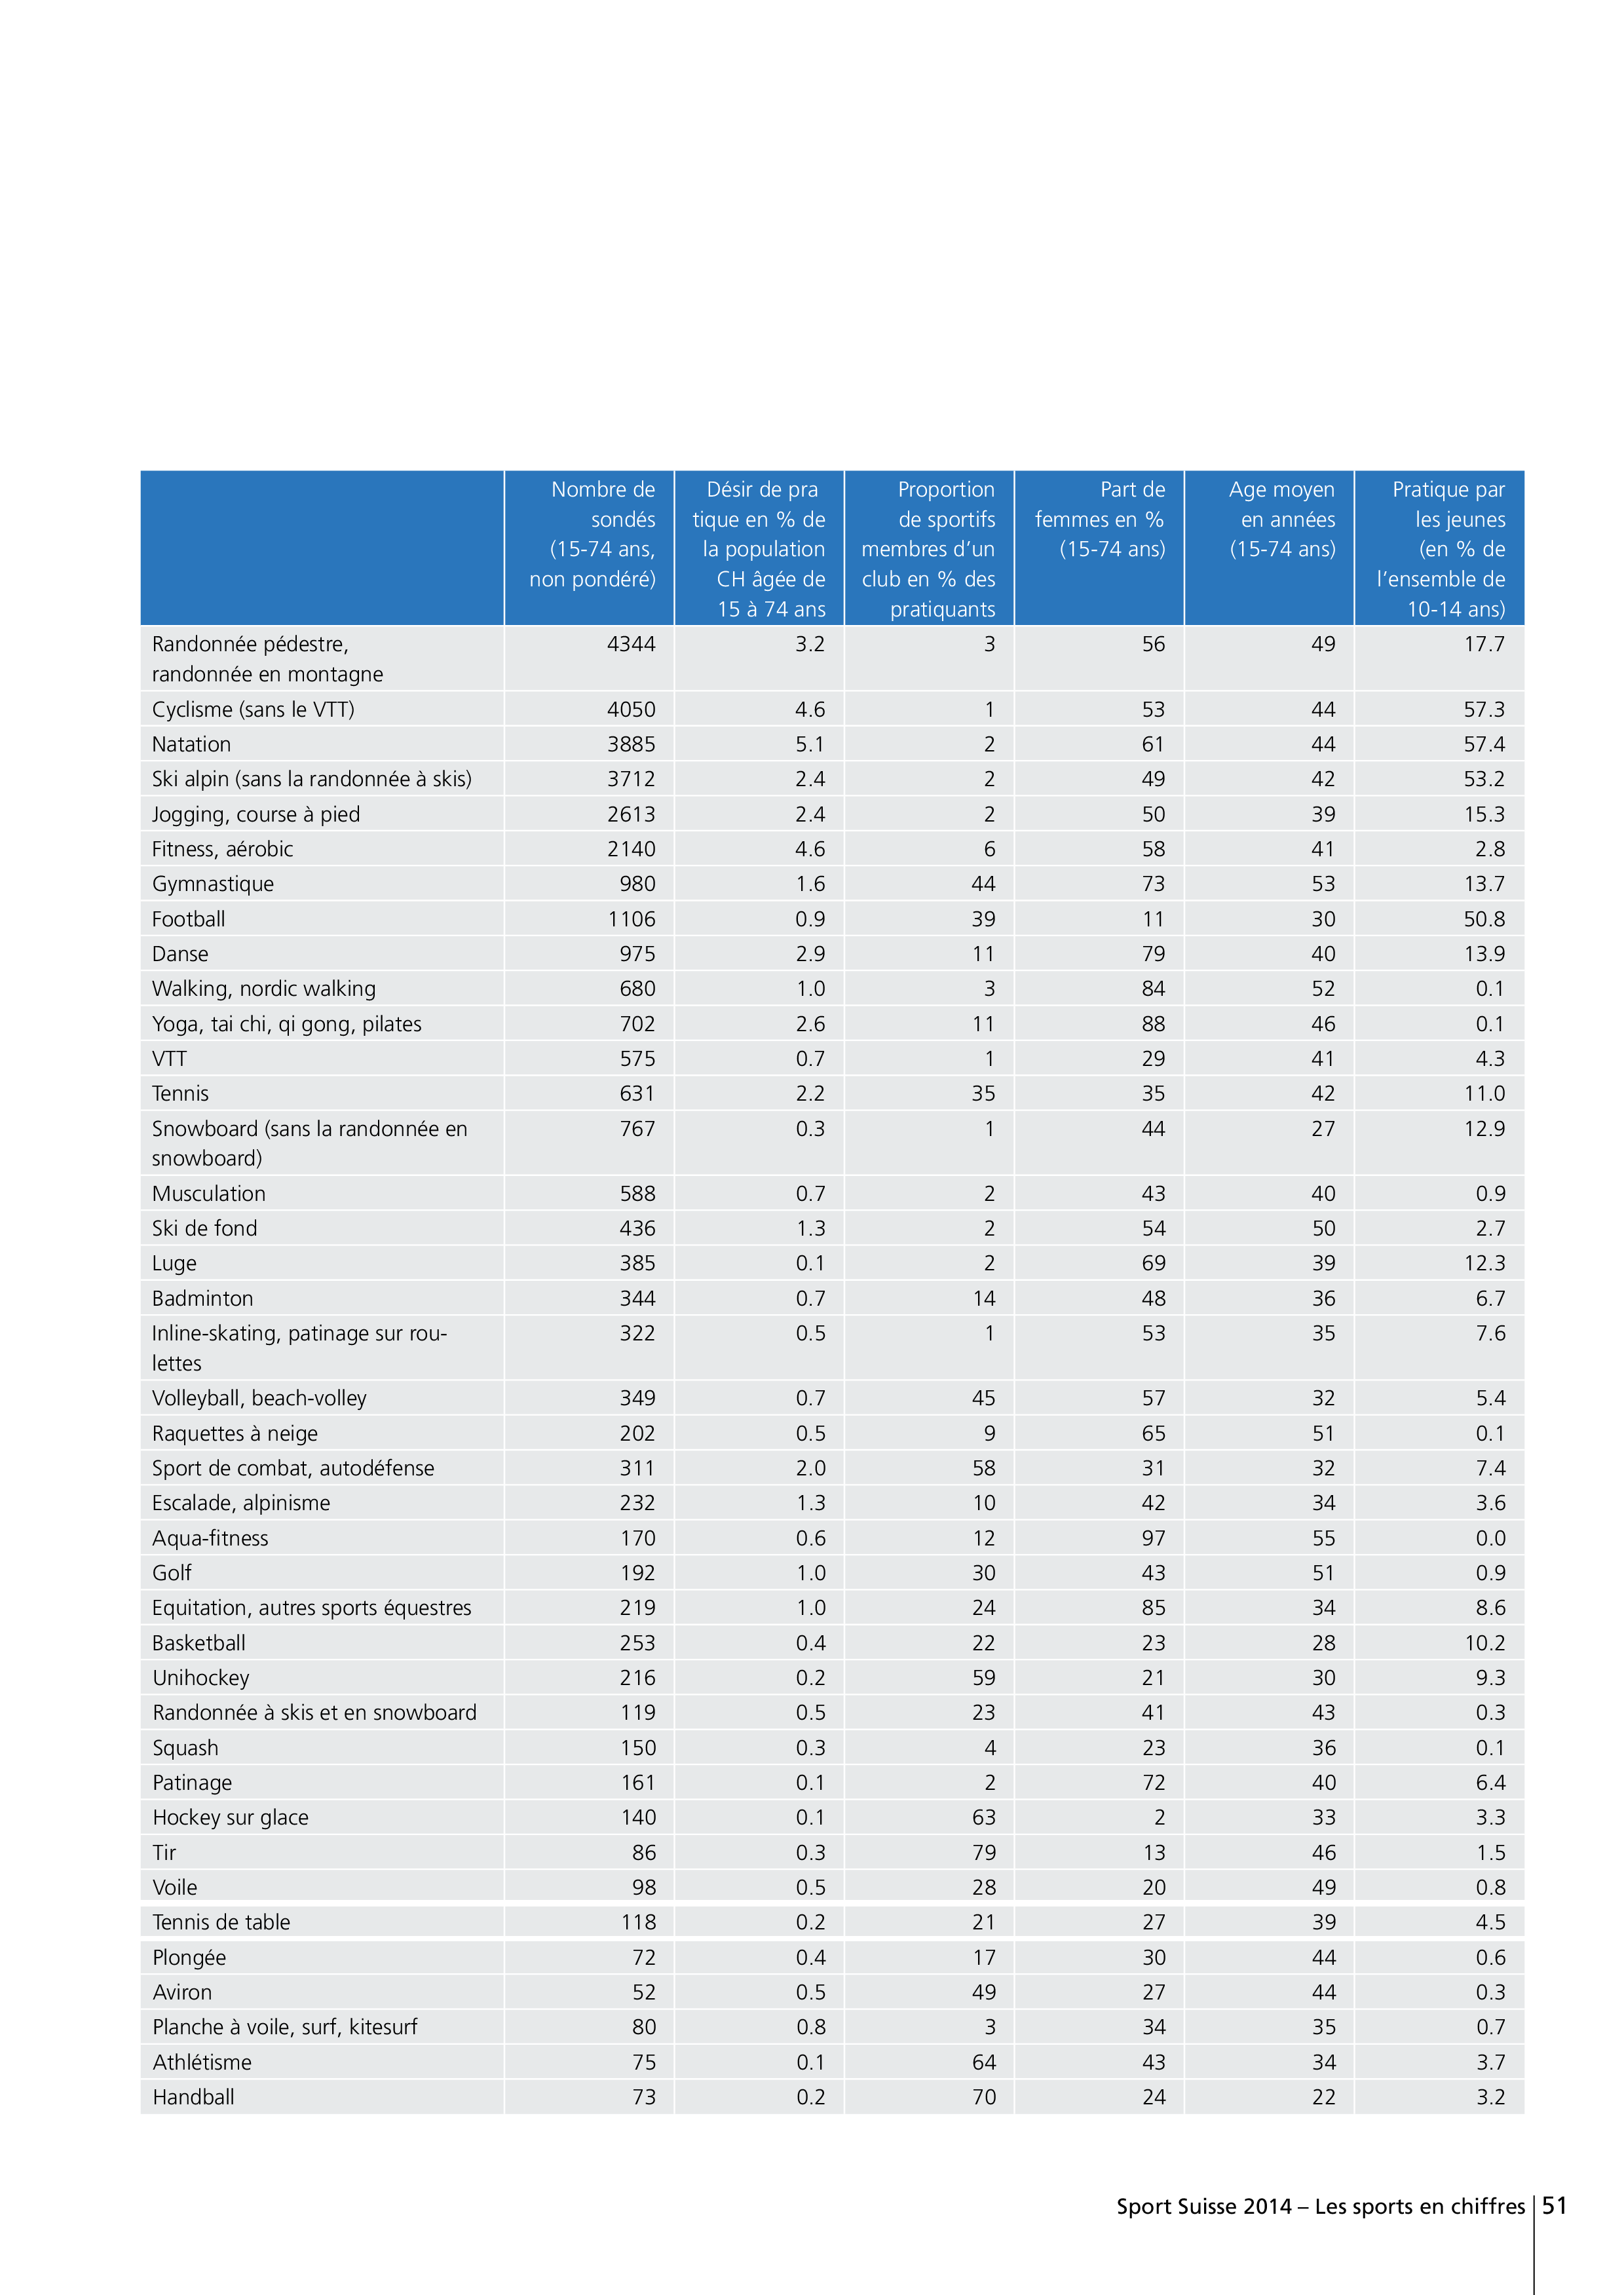 Nombre de sondés (15-74 ans, non pondéré) Désir de pra tique en % de la population CH âgée de 15 à 74 ans Proportion de sportifs membres d’un club en % des pratiquants Part de femmes en % (15-74 ans) Age moyen en années (15-74 ans) Pratique par les jeunes (en % de l’ensemble de 10-14 ans)
Randonnée pédestre, 4344 3.2 3 56 49 17.7
randonnée en montagne
Cyclisme (sans le VTT) 4050 4.6 1 53 44 57.3
Natation 3885 5.1 2 61 44 57.4
Ski alpin (sans la randonnée à skis) 3712 2.4 2 49 42 53.2
Jogging, course à pied 2613 2.4 2 50 39 15.3
Fitness, aérobic 2140 4.6 6 58 41 2.8
Gymnastique 980 1.6 44 73 53 13.7
Football 1106 0.9 39 11 30 50.8
Danse 975 2.9 11 79 40 13.9
Walking, nordic walking 680 1.0 3 84 52 0.1
Yoga, tai chi, qi gong, pilates 702 2.6 11 88 46 0.1
VTT 575 0.7 1 29 41 4.3
Tennis 631 2.2 35 35 42 11.0
Snowboard (sans la randonnée en 767 0.3 1 44 27 12.9
snowboard)
Musculation 588 0.7 2 43 40 0.9
Ski de fond 436 1.3 2 54 50 2.7
Luge 385 0.1 2 69 39 12.3
Badminton 344 0.7 14 48 36 6.7
Inline-skating, patinage sur rou- 322 0.5 1 53 35 7.6
lettes
Volleyball, beach-volley 349 0.7 45 57 32 5.4
Raquettes à neige 202 0.5 9 65 51 0.1
Sport de combat, autodéfense 311 2.0 58 31 32 7.4
Escalade, alpinisme 232 1.3 10 42 34 3.6
Aqua-fitness 170 0.6 12 97 55 0.0
Golf 192 1.0 30 43 51 0.9
Equitation, autres sports équestres 219 1.0 24 85 34 8.6
Basketball 253 0.4 22 23 28 10.2
Unihockey 216 0.2 59 21 30 9.3
Randonnée à skis et en snowboard 119 0.5 23 41 43 0.3
Squash 150 0.3 4 23 36 0.1
Patinage 161 0.1 2 72 40 6.4
Hockey sur glace 140 0.1 63 2 33 3.3
Tir 86 0.3 79 13 46 1.5
Voile 98 0.5 28 20 49 0.8
Tennis de table 118 0.2 21 27 39 4.5
Plongée 72 0.4 17 30 44 0.6
Aviron 52 0.5 49 27 44 0.3
Planche à voile, surf, kitesurf 80 0.8 3 34 35 0.7
Athlétisme 75 0.1 64 43 34 3.7
Handball 73 0.2 70 24 22 3.2
Sport Suisse 2014 – Les sports en chiffres 51